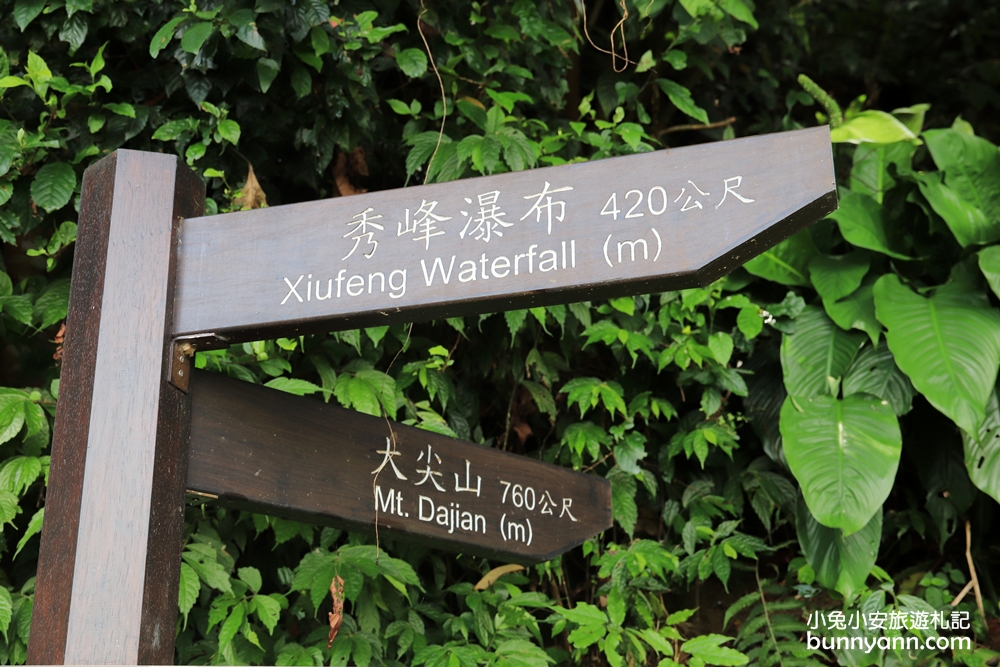 秀峰瀑布 420公尺
Xiufeng Waterfall (m)
大尖山 760公尺
Mt. Dajian (m)
小兔小安旅遊札記
bunnyann.com